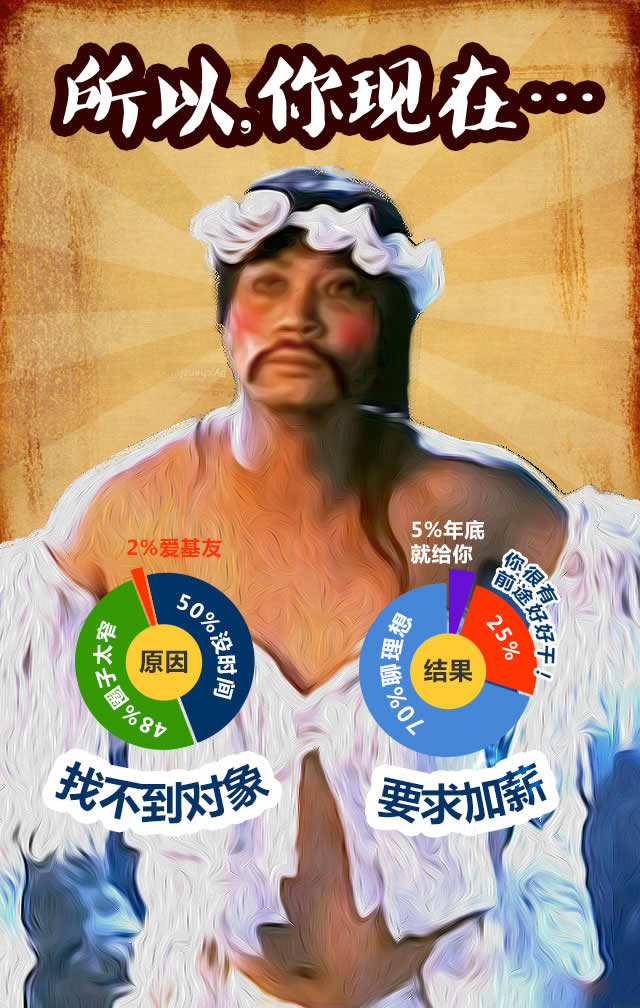 所以,你现在…
2%爱基友
50%没时间
48%圈子太窄
原因
找不到对象
5%年底
就给你
你很有
前途好好干!
25%
70%聊理想
结果
要求加薪